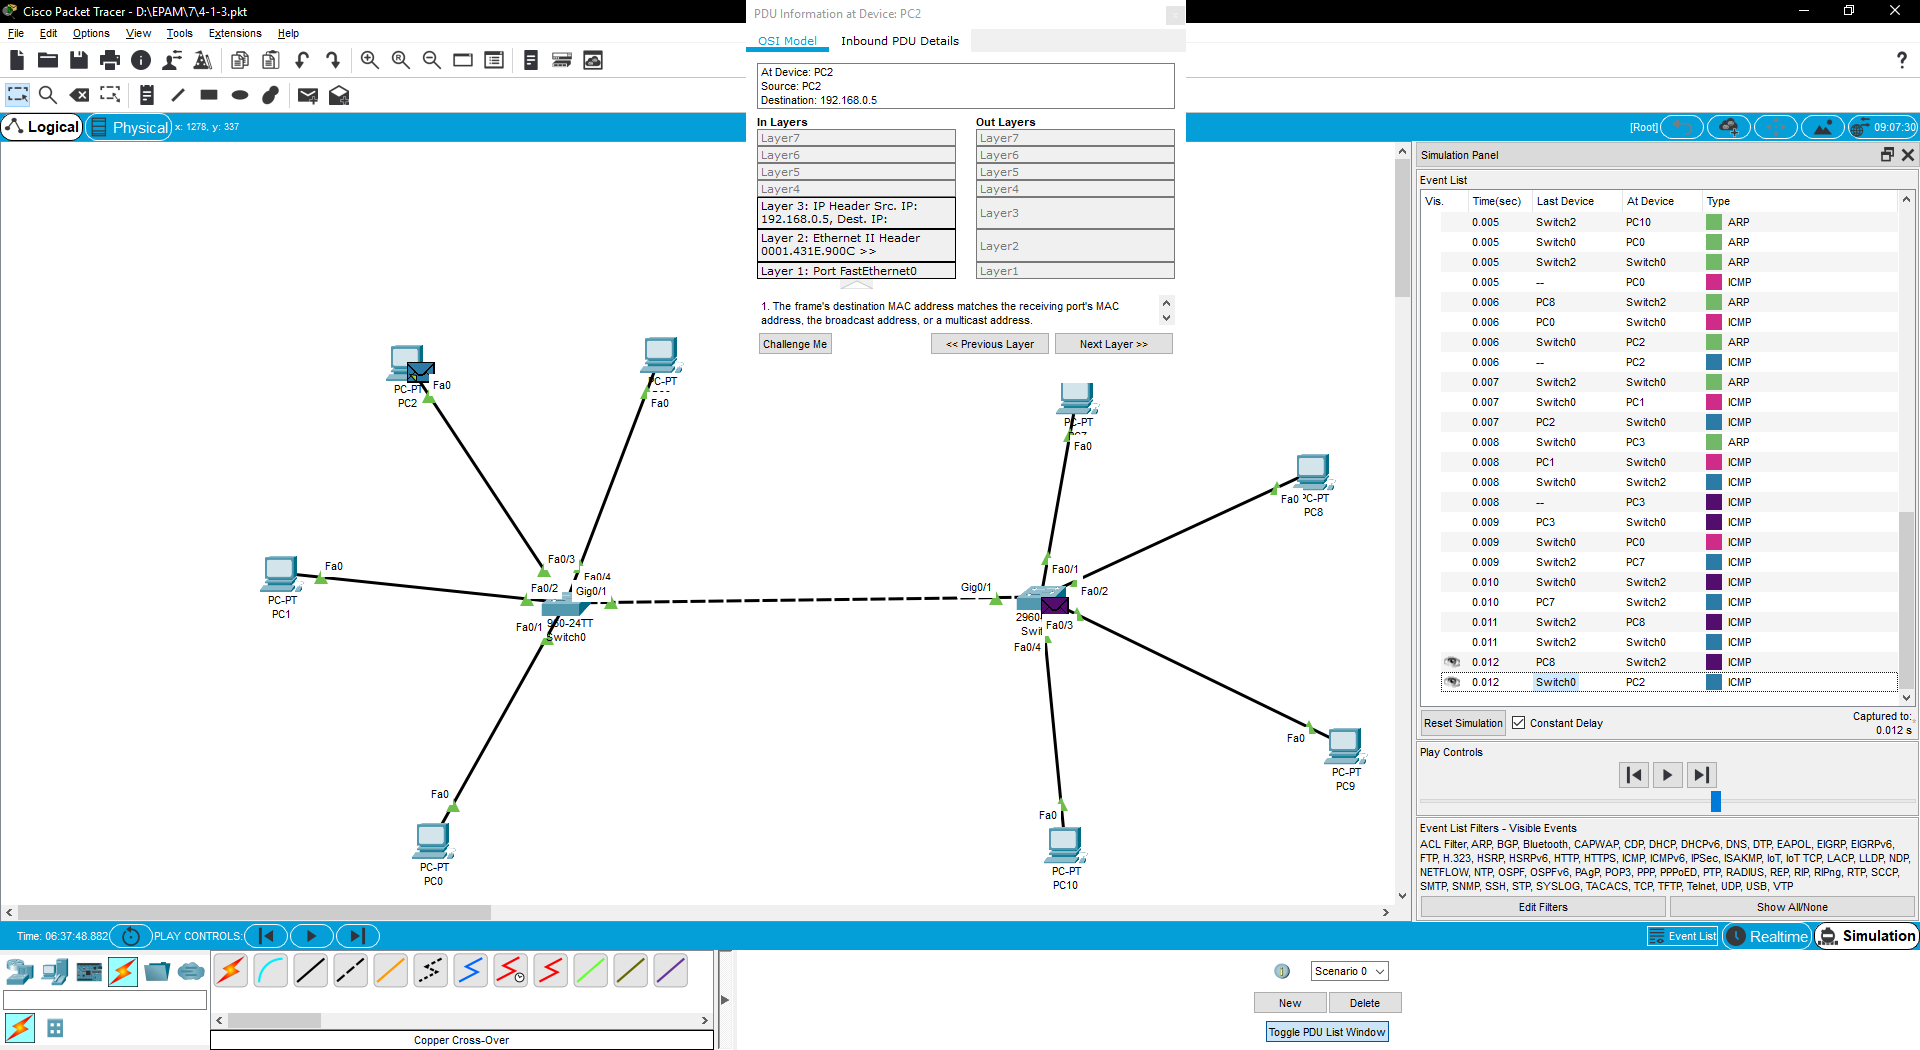 Cisco Packet Tracer - D:\EPAM\7\4-1-3.pkt
File Edit Options View Tools Extensions Help
PDU Information at Device: PC2
OSI Model Inbound PDU Details
At Device: PC2
Source: PC2
Destination: 192.168.0.5
In Layers Out Layers
Layer7 Layer7
Layer6 Layer6
Layer5 Layer5
Layer4 Layer4
Layer 3: IP Header Src. IP:
192.168.0.5, Dest. IP:
Layer3
Layer 2: Ethernet II Header
0001.431E.900C >>
Layer2
Layer 1: Port FastEthernet0 Layer1
1. The frame's destination MAC address matches the receiving port's MAC
address, the broadcast address, or a multicast address.
Challenge Me << Previous Layer Next Layer >>
Logical Physical x: 1278, y: 337
[Root] 09:07:30
PC-PT
PC2
Fa0
PC-PT
Fa0
PC-PT
Fa0
PC-PT
PC8
Fa0
Fa0
PC-PT
PC1
Fa0/3
Fa0/4
Fa0/2
Gig0/1
Fa0/1
960-24TT
Switch0
Gig0/1
Fa0/1
Fa0/2
2960
Swit
Fa0/3
Fa0/4
Fa0
PC-PT
PC9
Fa0
PC-PT
PC0
Fa0
PC-PT
PC10
Simulation Panel
Event List
Vis. Time(sec) Last Device At Device Type
0.005 Switch2 PC10 ARP
0.005 Switch0 PC0 ARP
0.005 Switch2 Switch0 ARP
0.005 -- PC0 ICMP
0.006 PC8 Switch2 ARP
0.006 PC0 Switch0 ICMP
0.006 Switch0 PC2 ARP
0.006 -- PC2 ICMP
0.007 Switch2 Switch0 ARP
0.007 Switch0 PC1 ICMP
0.007 PC2 Switch0 ICMP
0.008 Switch0 PC3 ARP
0.008 PC1 Switch0 ICMP
0.008 Switch0 Switch2 ICMP
0.008 -- PC3 ICMP
0.009 PC3 Switch0 ICMP
0.009 Switch0 PC0 ICMP
0.009 Switch2 PC7 ICMP
0.010 Switch0 Switch2 ICMP
0.010 PC7 Switch2 ICMP
0.011 Switch2 PC8 ICMP
0.011 Switch2 Switch0 ICMP
0.012 PC8 Switch2 ICMP
0.012 Switch0 PC2 ICMP
Reset Simulation Constant Delay
Captured to:
0.012 s
Play Controls
Event List Filters - Visible Events
ACL Filter, ARP, BGP, Bluetooth, CAPWAP, CDP, DHCP, DHCPv6, DNS, DTP, EAPOL, EIGRP, EIGRPv6,
FTP, H.323, HSRP, HSRPv6, HTTP, HTTPS, ICMP, ICMPv6, IPSec, ISAKMP, IoT, IoT TCP, LACP, LLDP, NDP,
NETFLOW, NTP, OSPF, OSPFv6, PAgP, POP3, PPP, PPPoED, PTP, RADIUS, REP, RIP, RIPng, RTP, SCCP,
SMTP, SNMP, SSH, STP, SYSLOG, TACACS, TCP, TFTP, Telnet, UDP, USB, VTP
Edit Filters Show All/None
Time: 06:37:48.882 PLAY CONTROLS: Event List Realtime Simulation
Scenario 0
New Delete
Toggle PDU List Window
Copper Cross-Over